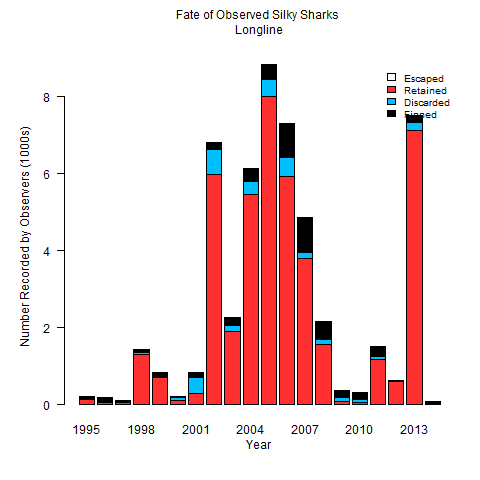 Fate of Observed Silky Sharks
Longline
Escaped
Retained
Discarded
Finned
Number Recorded by Observers (1000s)
8
6
4
2
0
1995 1998 2001 2004 2007 2010 2013
Year